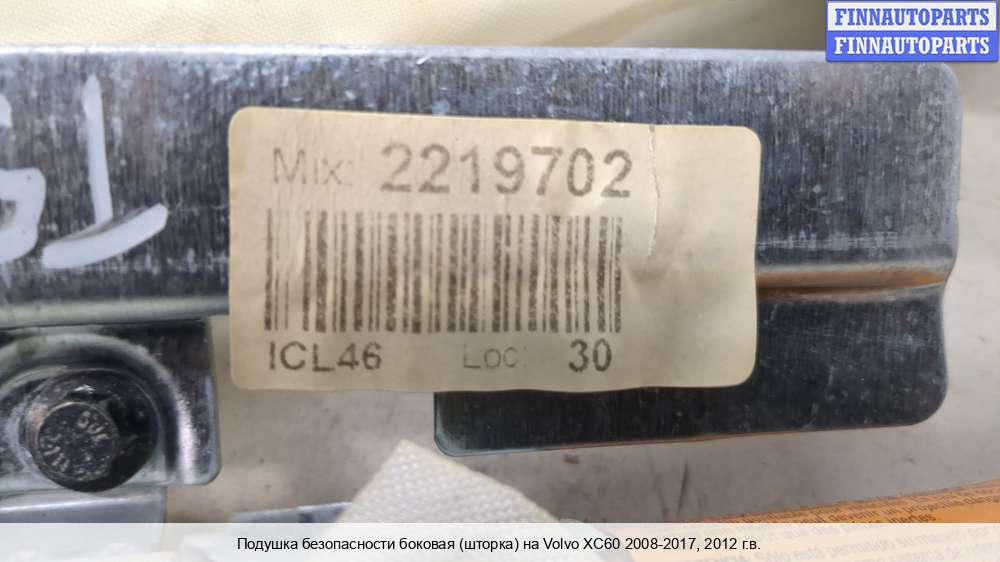 FINNAUTOPARTS
FINNAUTOPARTS
Mix: 2219702
ICL46 Loc: 30
Подушка безопасности боковая (шторка) на Volvo XC60 2008-2017, 2012 г.в.